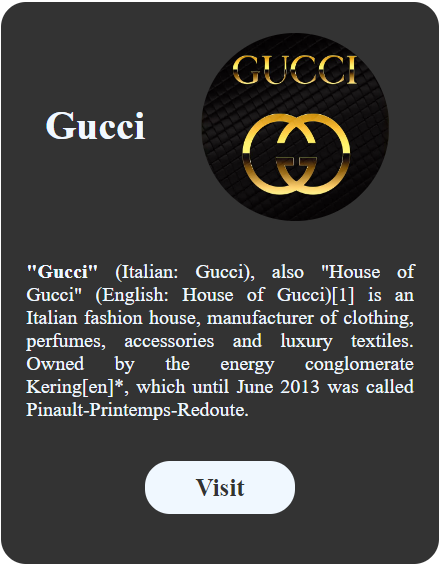 GUCCI
Gucci
"Gucci" (Italian: Gucci), also "House of
Gucci" (English: House of Gucci)[1] is an
Italian fashion house, manufacturer of clothing,
perfumes, accessories and luxury textiles.
Owned by the energy conglomerate
Kering[en]*, which until June 2013 was called
Pinault-Printemps-Redoute.
Visit